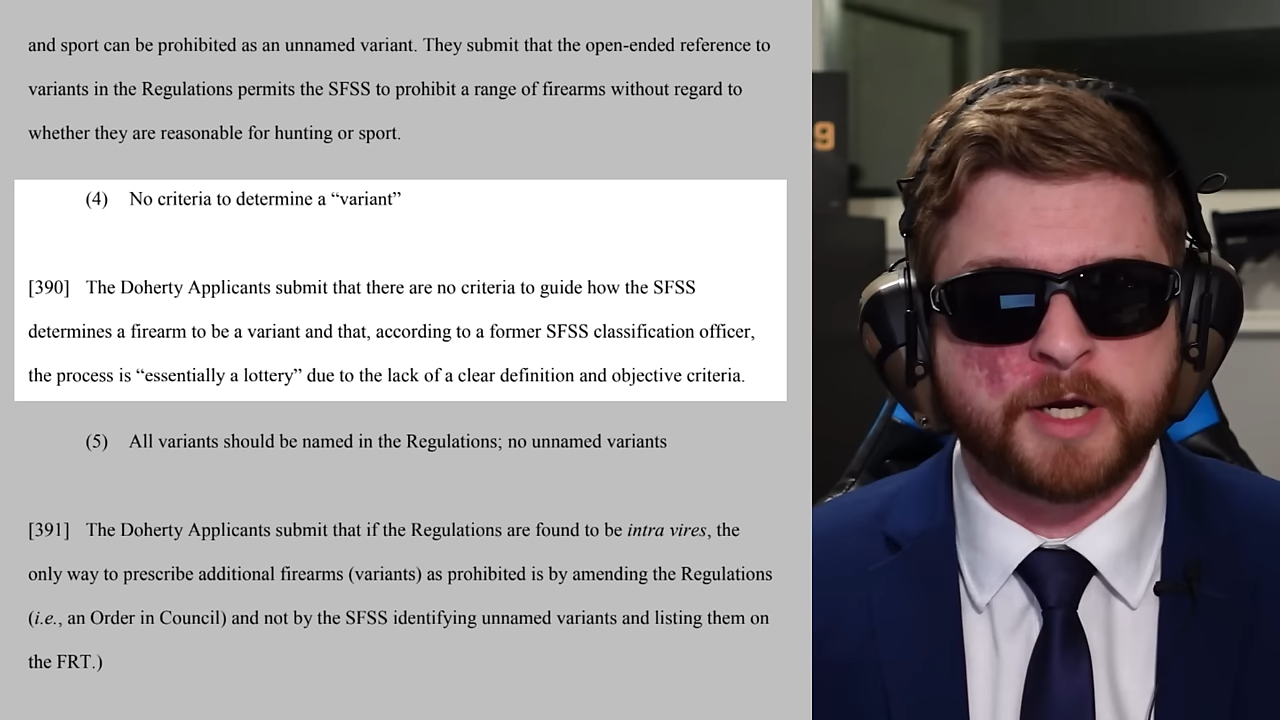 and sport can be prohibited as an unnamed variant. They submit that the open-ended reference to
variants in the Regulations permits the SFSS to prohibit a range of firearms without regard to
whether they are reasonable for hunting or sport.
(4) No criteria to determine a “variant”
[390] The Doherty Applicants submit that there are no criteria to guide how the SFSS
determines a firearm to be a variant and that, according to a former SFSS classification officer,
the process is “essentially a lottery” due to the lack of a clear definition and objective criteria.
(5) All variants should be named in the Regulations; no unnamed variants
[391] The Doherty Applicants submit that if the Regulations are found to be intra vires, the
only way to prescribe additional firearms (variants) as prohibited is by amending the Regulations
(i.e., an Order in Council) and not by the SFSS identifying unnamed variants and listing them on
the FRT.)
9